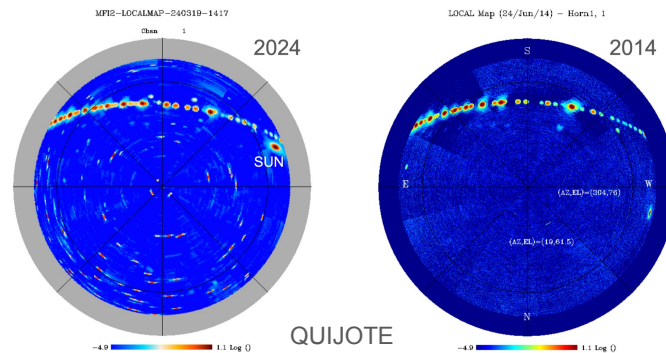 MFI2-LOCALMAP-240319-1417
Chan 1
2024
SUN
-4.9 1.1 Log ()
LOCAL Map (24/Jun/14) - Horn1, 1
2014
S
E
W
(AZ,EL)=(304,76)
(AZ,EL)=(19,61.5)
N
-4.9 1.1 Log ()
QUIJOTE